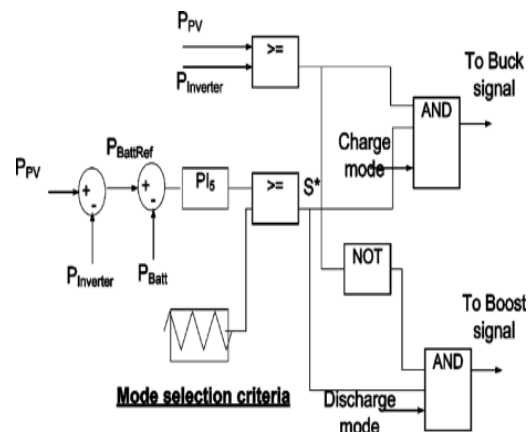 P_PV
>=
P_Inverter
To Buck
signal
AND
Charge
mode
P_BattRef
P_PV
+
-
+
-
PI_5
>=
S*
P_Inverter
P_Batt
NOT
To Boost
signal
AND
Mode selection criteria
Discharge
mode